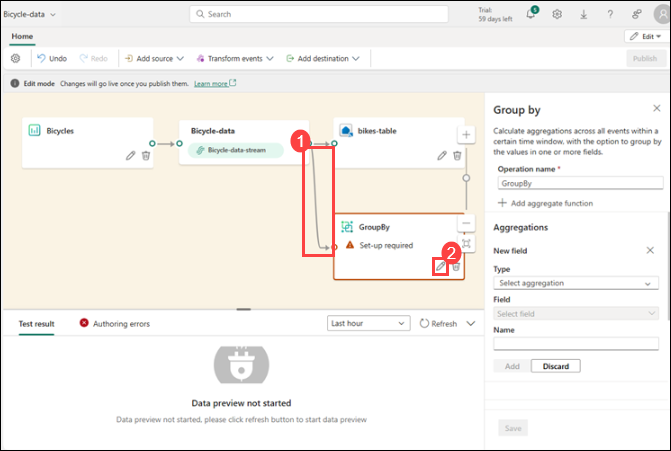 Bicycle-data
Search
Trial:
59 days left
5
Home
Edit
Undo
Redo
Add source
Transform events
Add destination
Publish
Edit mode Changes will go live once you publish them. Learn more
Bicycles
Bicycle-data
Bicycle-data-stream
1
bikes-table
GroupBy
Set-up required
2
Group by
Calculate aggregations across all events within a
certain time window, with the option to group by
the values in one or more fields.
Operation name *
GroupBy
Add aggregate function
Aggregations
New field
Type
Select aggregation
Field
Select field
Name
Add
Discard
Save
Test result
Authoring errors
Last hour
Refresh
Data preview not started
Data preview not started, please click refresh button to start data preview